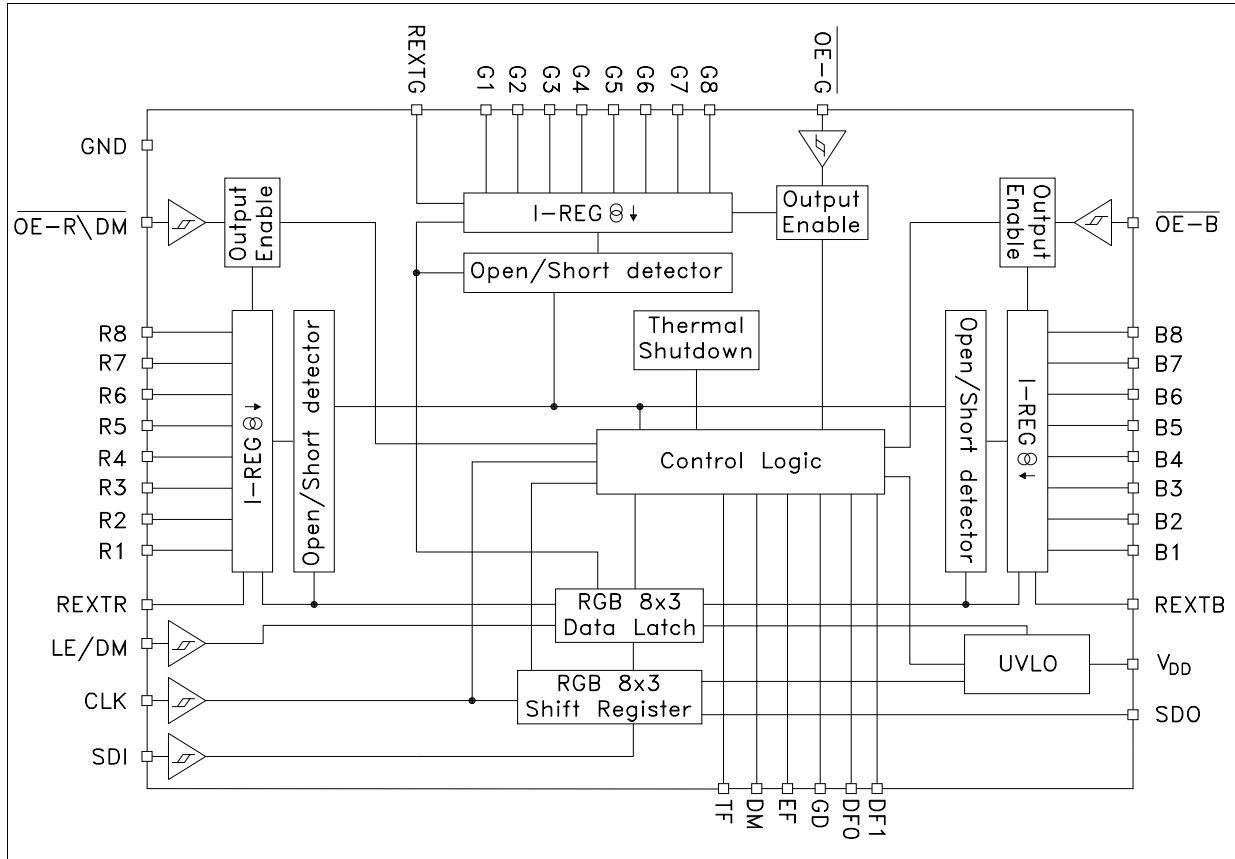 REXTG
G1
G2
G3
G4
G5
G6
G7
G8
OE-G
GND
OE-R\DM
Output
Enable
I-REG
Output
Enable
Output
Enable
OE-B
Open/Short detector
R8
R7
R6
R5
R4
R3
R2
R1
I-REG
Open/Short detector
Thermal
Shutdown
Control Logic
Open/Short detector
I-REG
B8
B7
B6
B5
B4
B3
B2
B1
REXTR
RGB 8x3
Data Latch
REXTB
LE/DM
UVLO
VDD
CLK
RGB 8x3
Shift Register
SDO
SDI
TF
DM
EF
GD
DF0
DF1